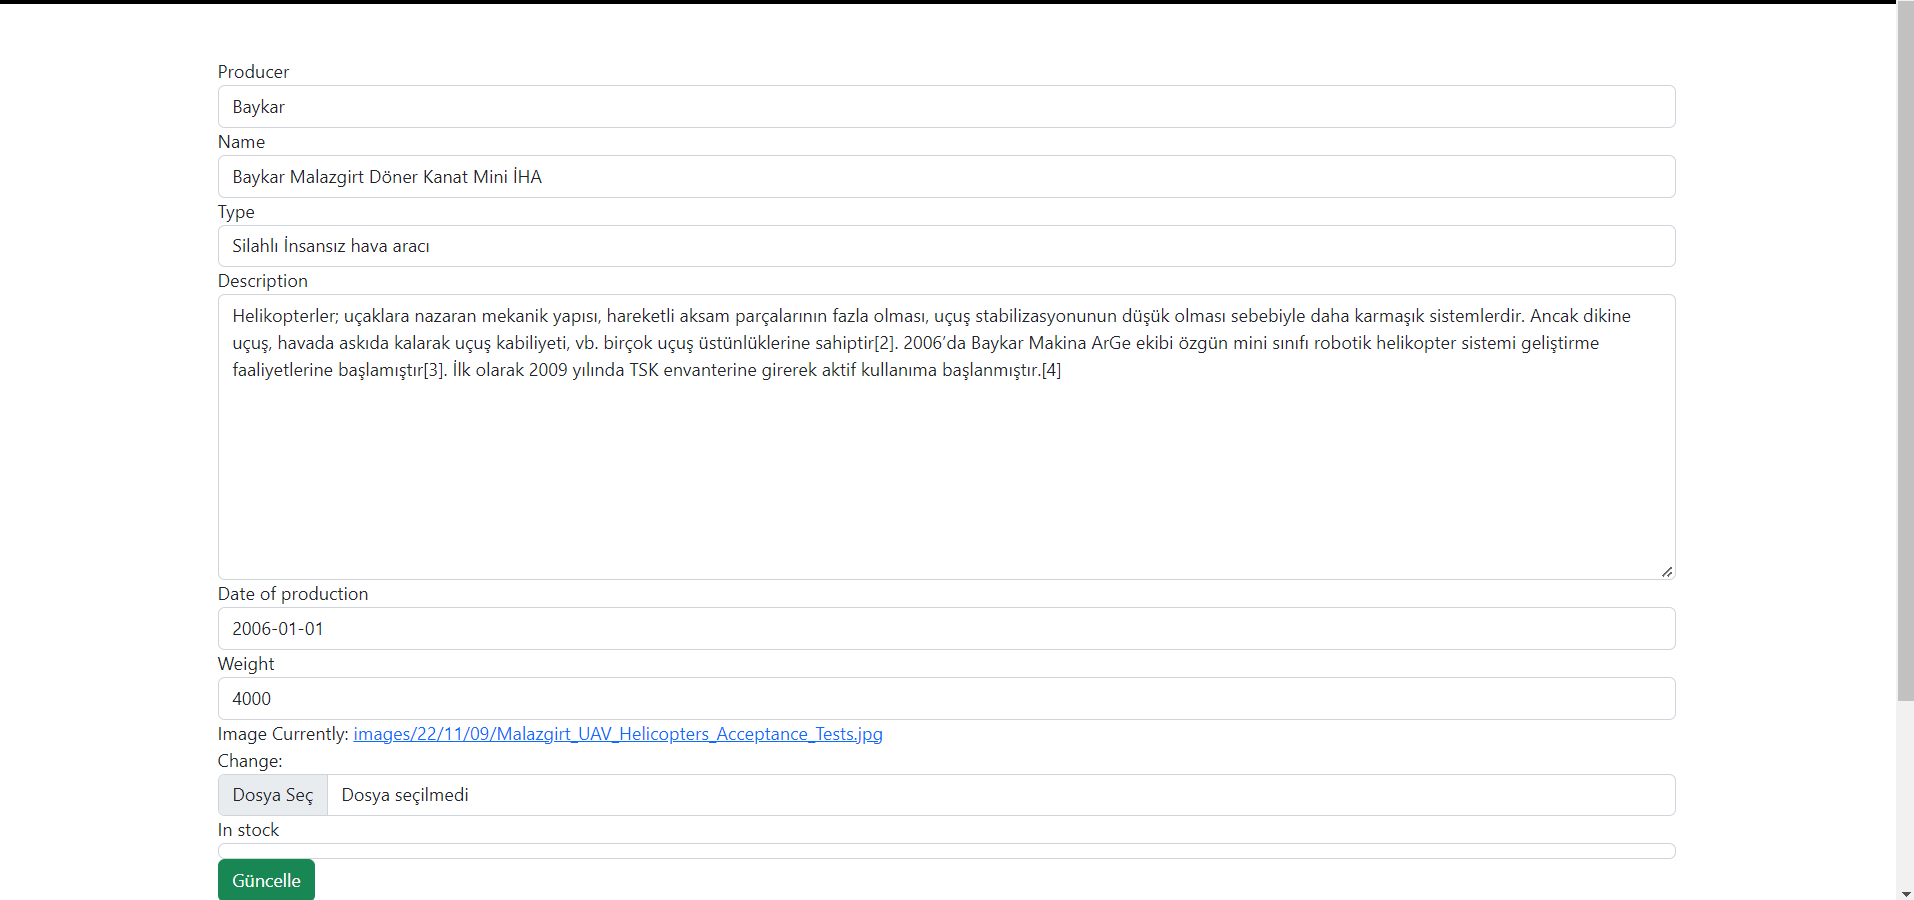 Producer
Baykar
Name
Baykar Malazgirt Döner Kanat Mini İHA
Type
Silahlı İnsansız hava aracı
Description
Helikopterler; uçaklara nazaran mekanik yapısı, hareketli aksam parçalarının fazla olması, uçuş stabilizasyonunun düşük olması sebebiyle daha karmaşık sistemlerdir. Ancak dikine
uçuş, havada askıda kalarak uçuş kabiliyeti, vb. birçok uçuş üstünlüklerine sahiptir[2]. 2006’da Baykar Makina ArGe ekibi özgün mini sınıfı robotik helikopter sistemi geliştirme
faaliyetlerine başlamıştır[3]. İlk olarak 2009 yılında TSK envanterine girerek aktif kullanıma başlanmıştır.[4]
Date of production
2006-01-01
Weight
4000
Image Currently: images/22/11/09/Malazgirt_UAV_Helicopters_Acceptance_Tests.jpg
Change:
Dosya Seç Dosya seçilmedi
In stock
Güncelle